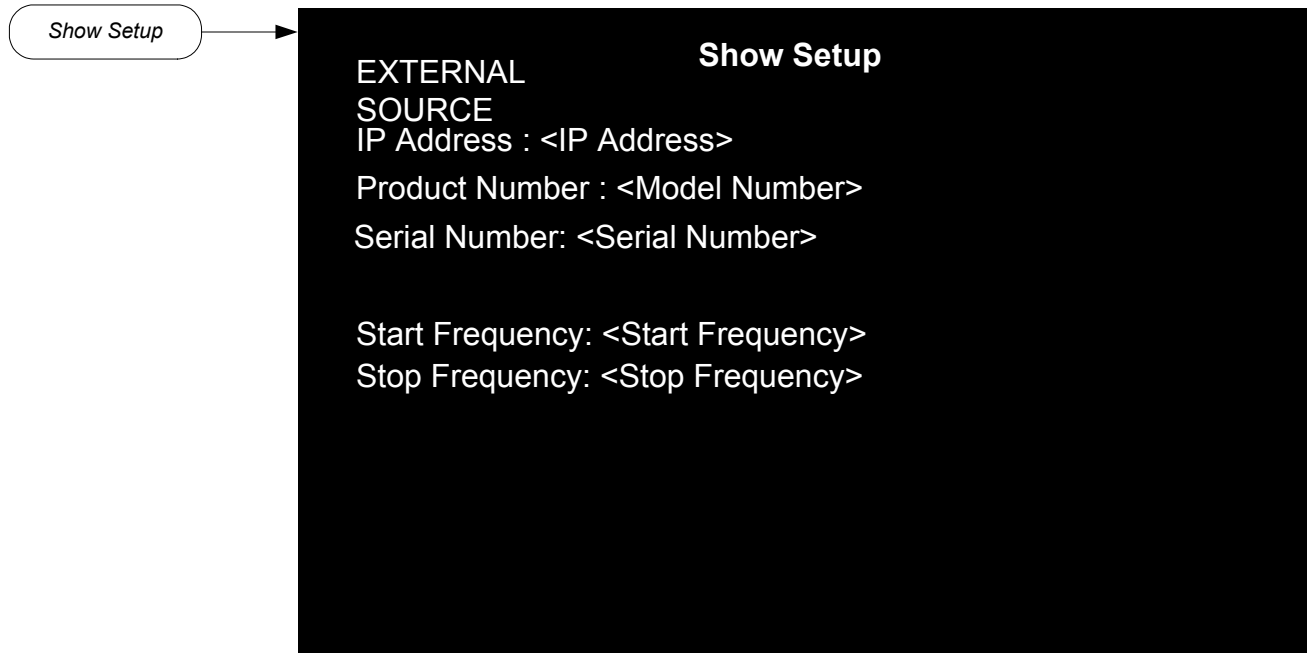 Show Setup
Show Setup
EXTERNAL
SOURCE
IP Address : <IP Address>
Product Number : <Model Number>
Serial Number: <Serial Number>
Start Frequency: <Start Frequency>
Stop Frequency: <Stop Frequency>